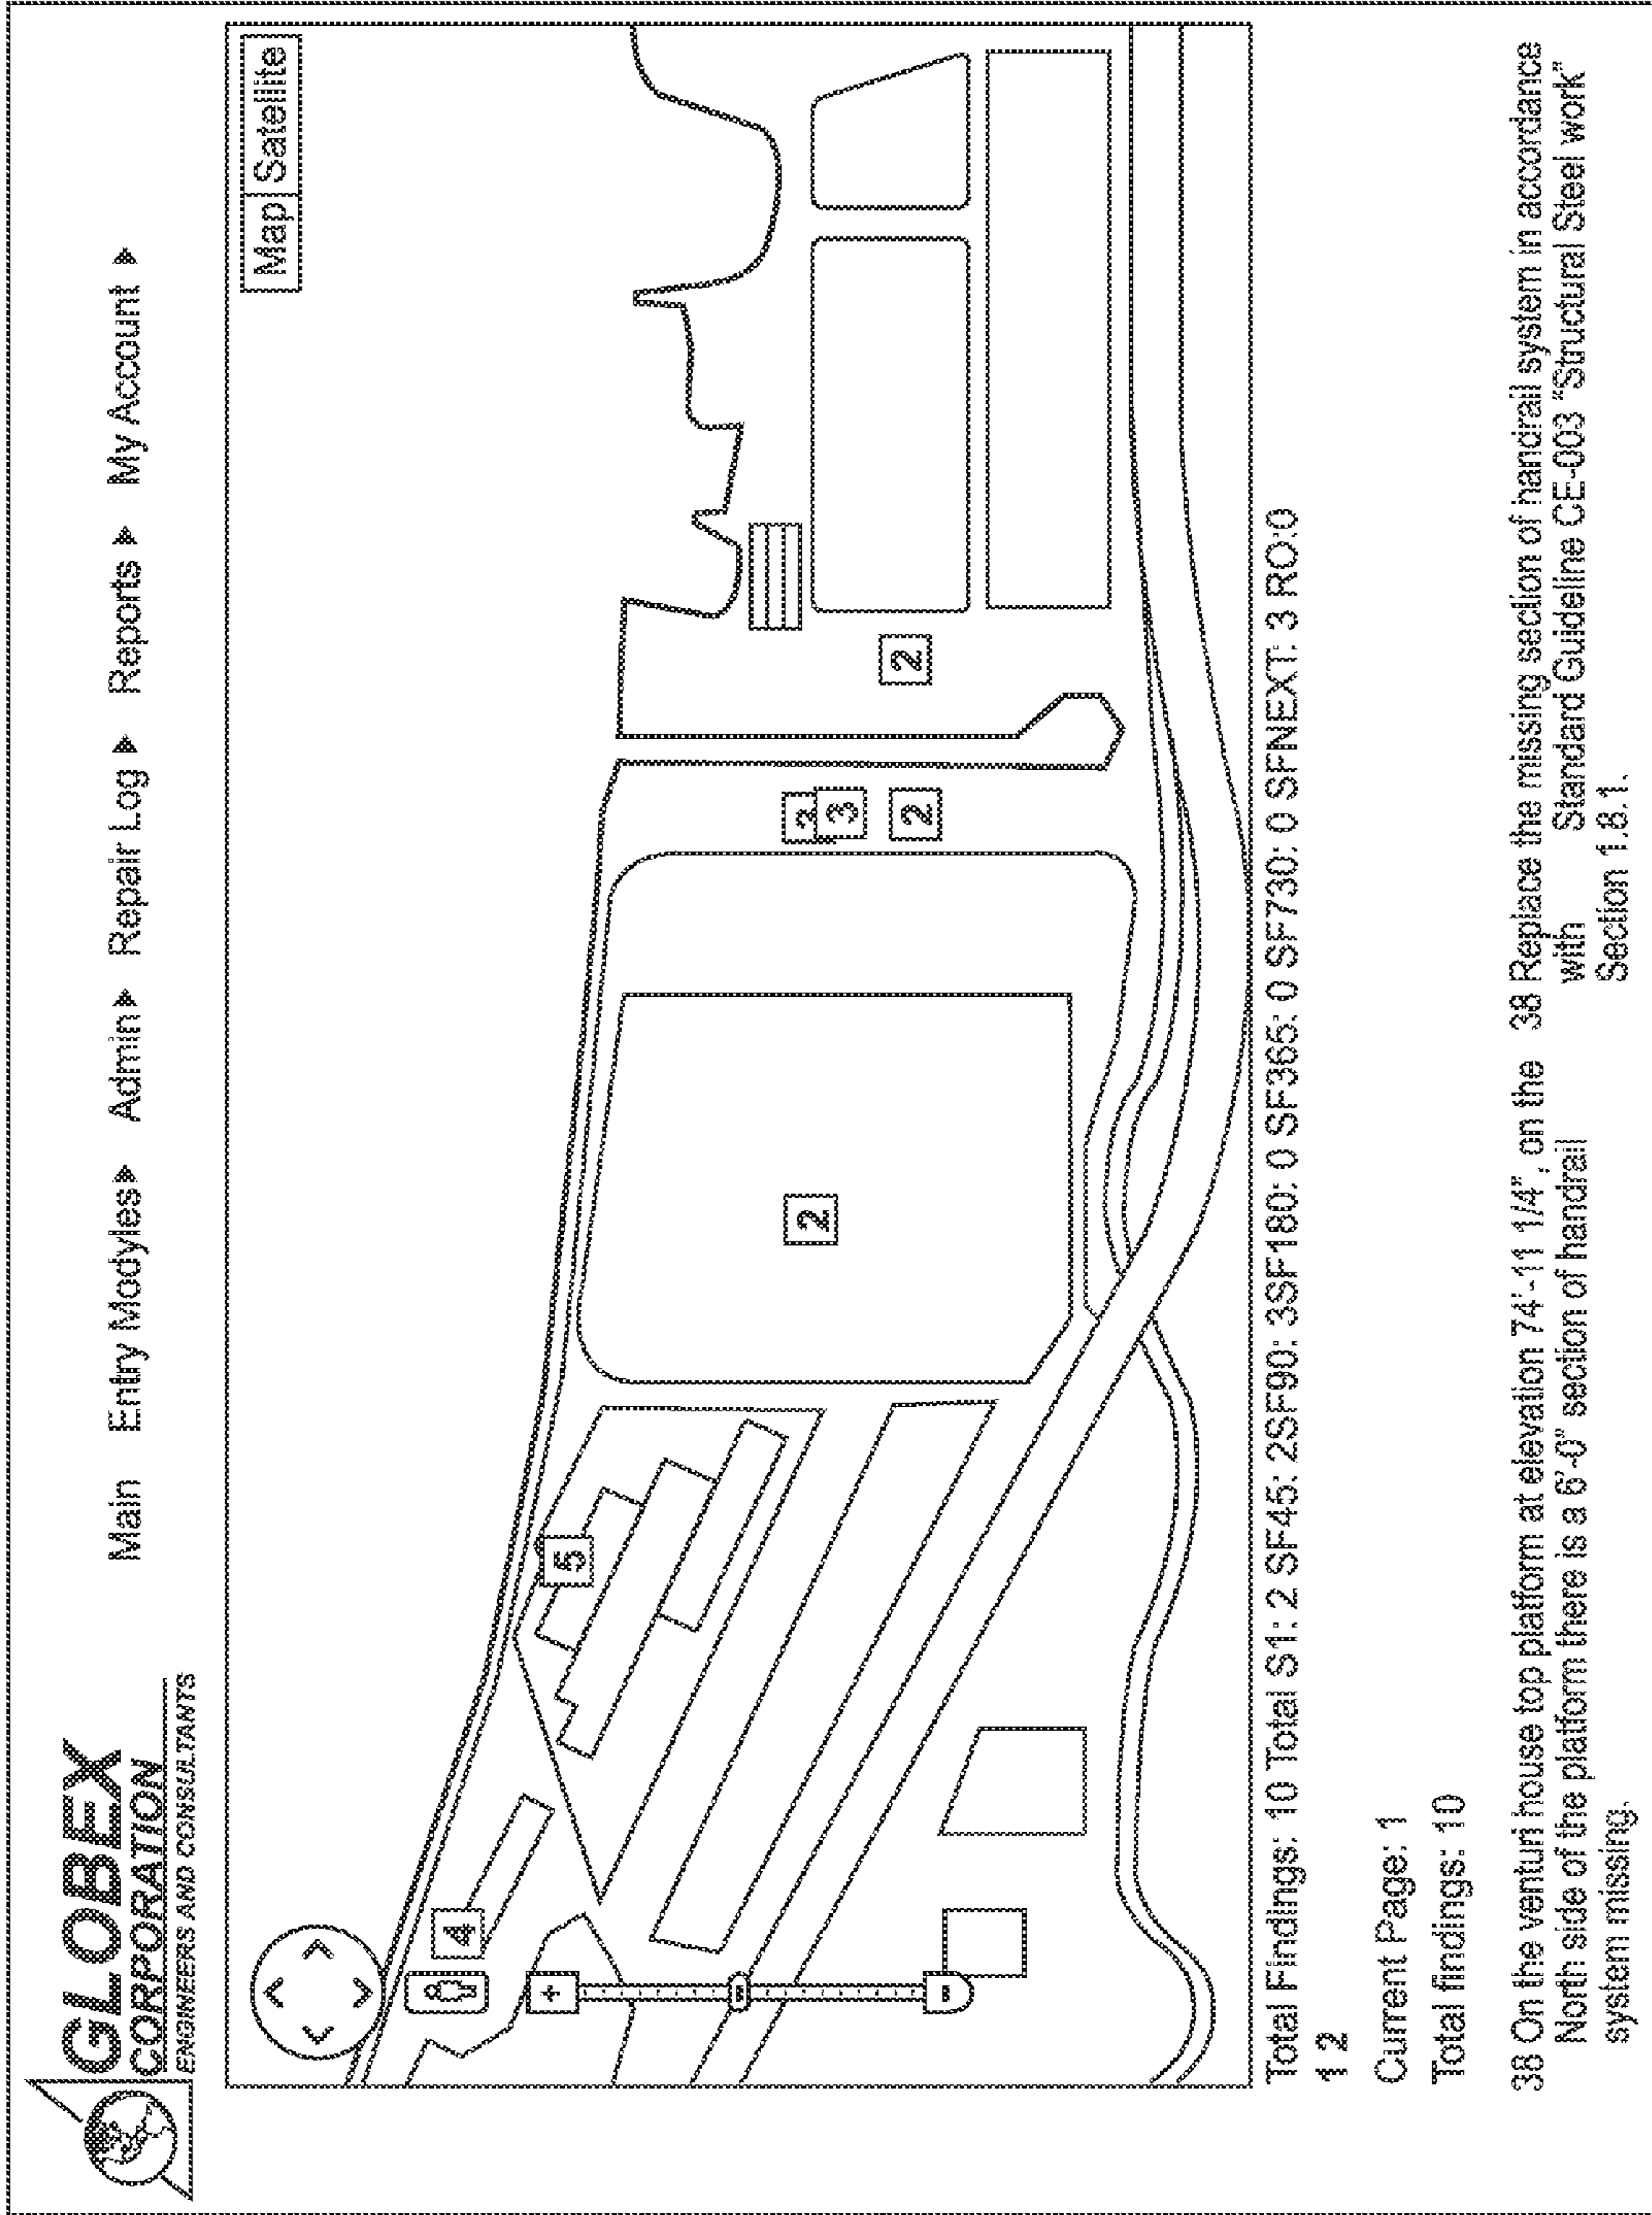 GLOBEX
CORPORATION
ENGINEERS AND CONSULTANTS
Main Entry Modyles Admin Repair Log Reports My Account
Map Satellite
4
5
2
3
3
2
2
+
-
-
Total Findings: 10 Total S1: 2 SF45: 2SF90: 3SF180: 0 SF365: 0 SF730: 0 SFNEXT: 3 RO:0
1 2
Current Page: 1
Total findings: 10
38 On the venturi house top platform at elevation 74'-11 1/4", on the
North side of the platform there is a 6'-0" section of handrail
system missing.
38 Replace the missing section of handrail system in accordance
with Standard Guideline CE-003 "Structural Steel work"
Section 1.8.1.